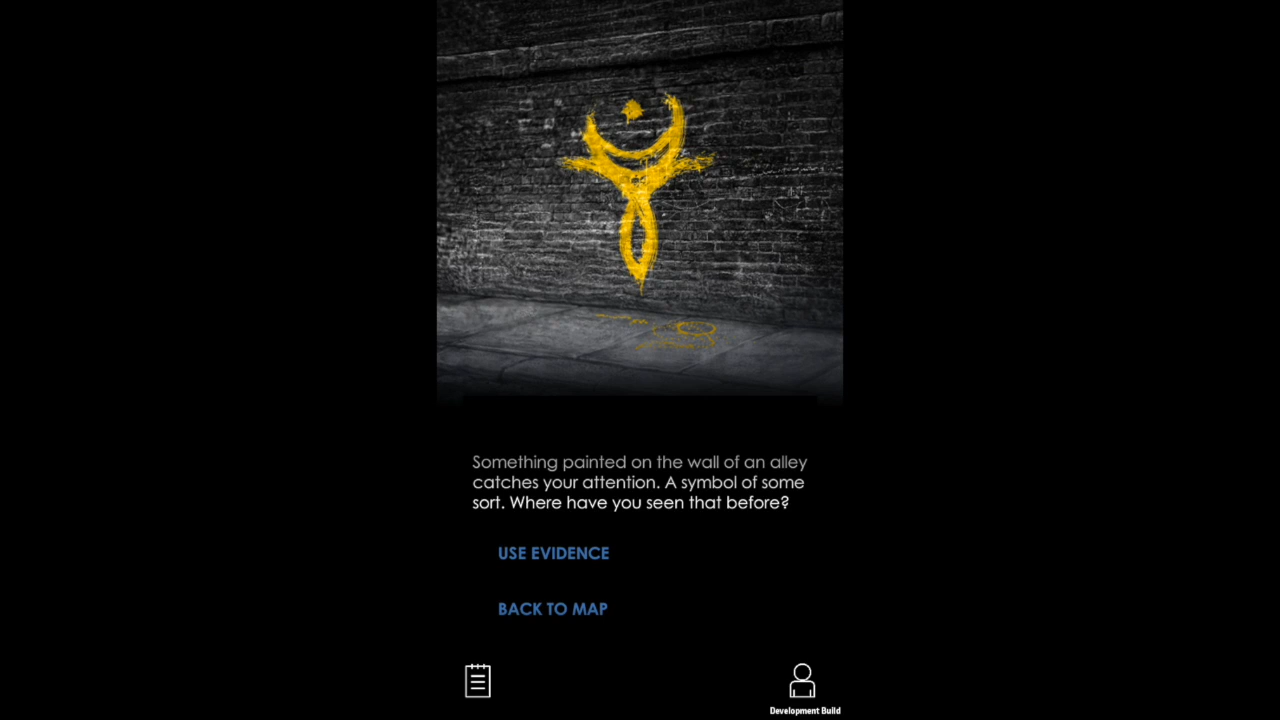 Something painted on the wall of an alley
catches your attention. A symbol of some
sort. Where have you seen that before?
USE EVIDENCE
BACK TO MAP
Development Build